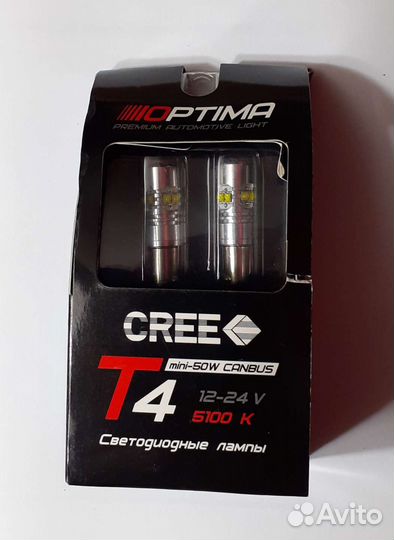 OPTIMA
PREMIUM AUTOMOTIVE LIGHT
CREE
mini-50W CANBUS
T4
12-24 V
5100 K
Светодиодные лампы
Avito